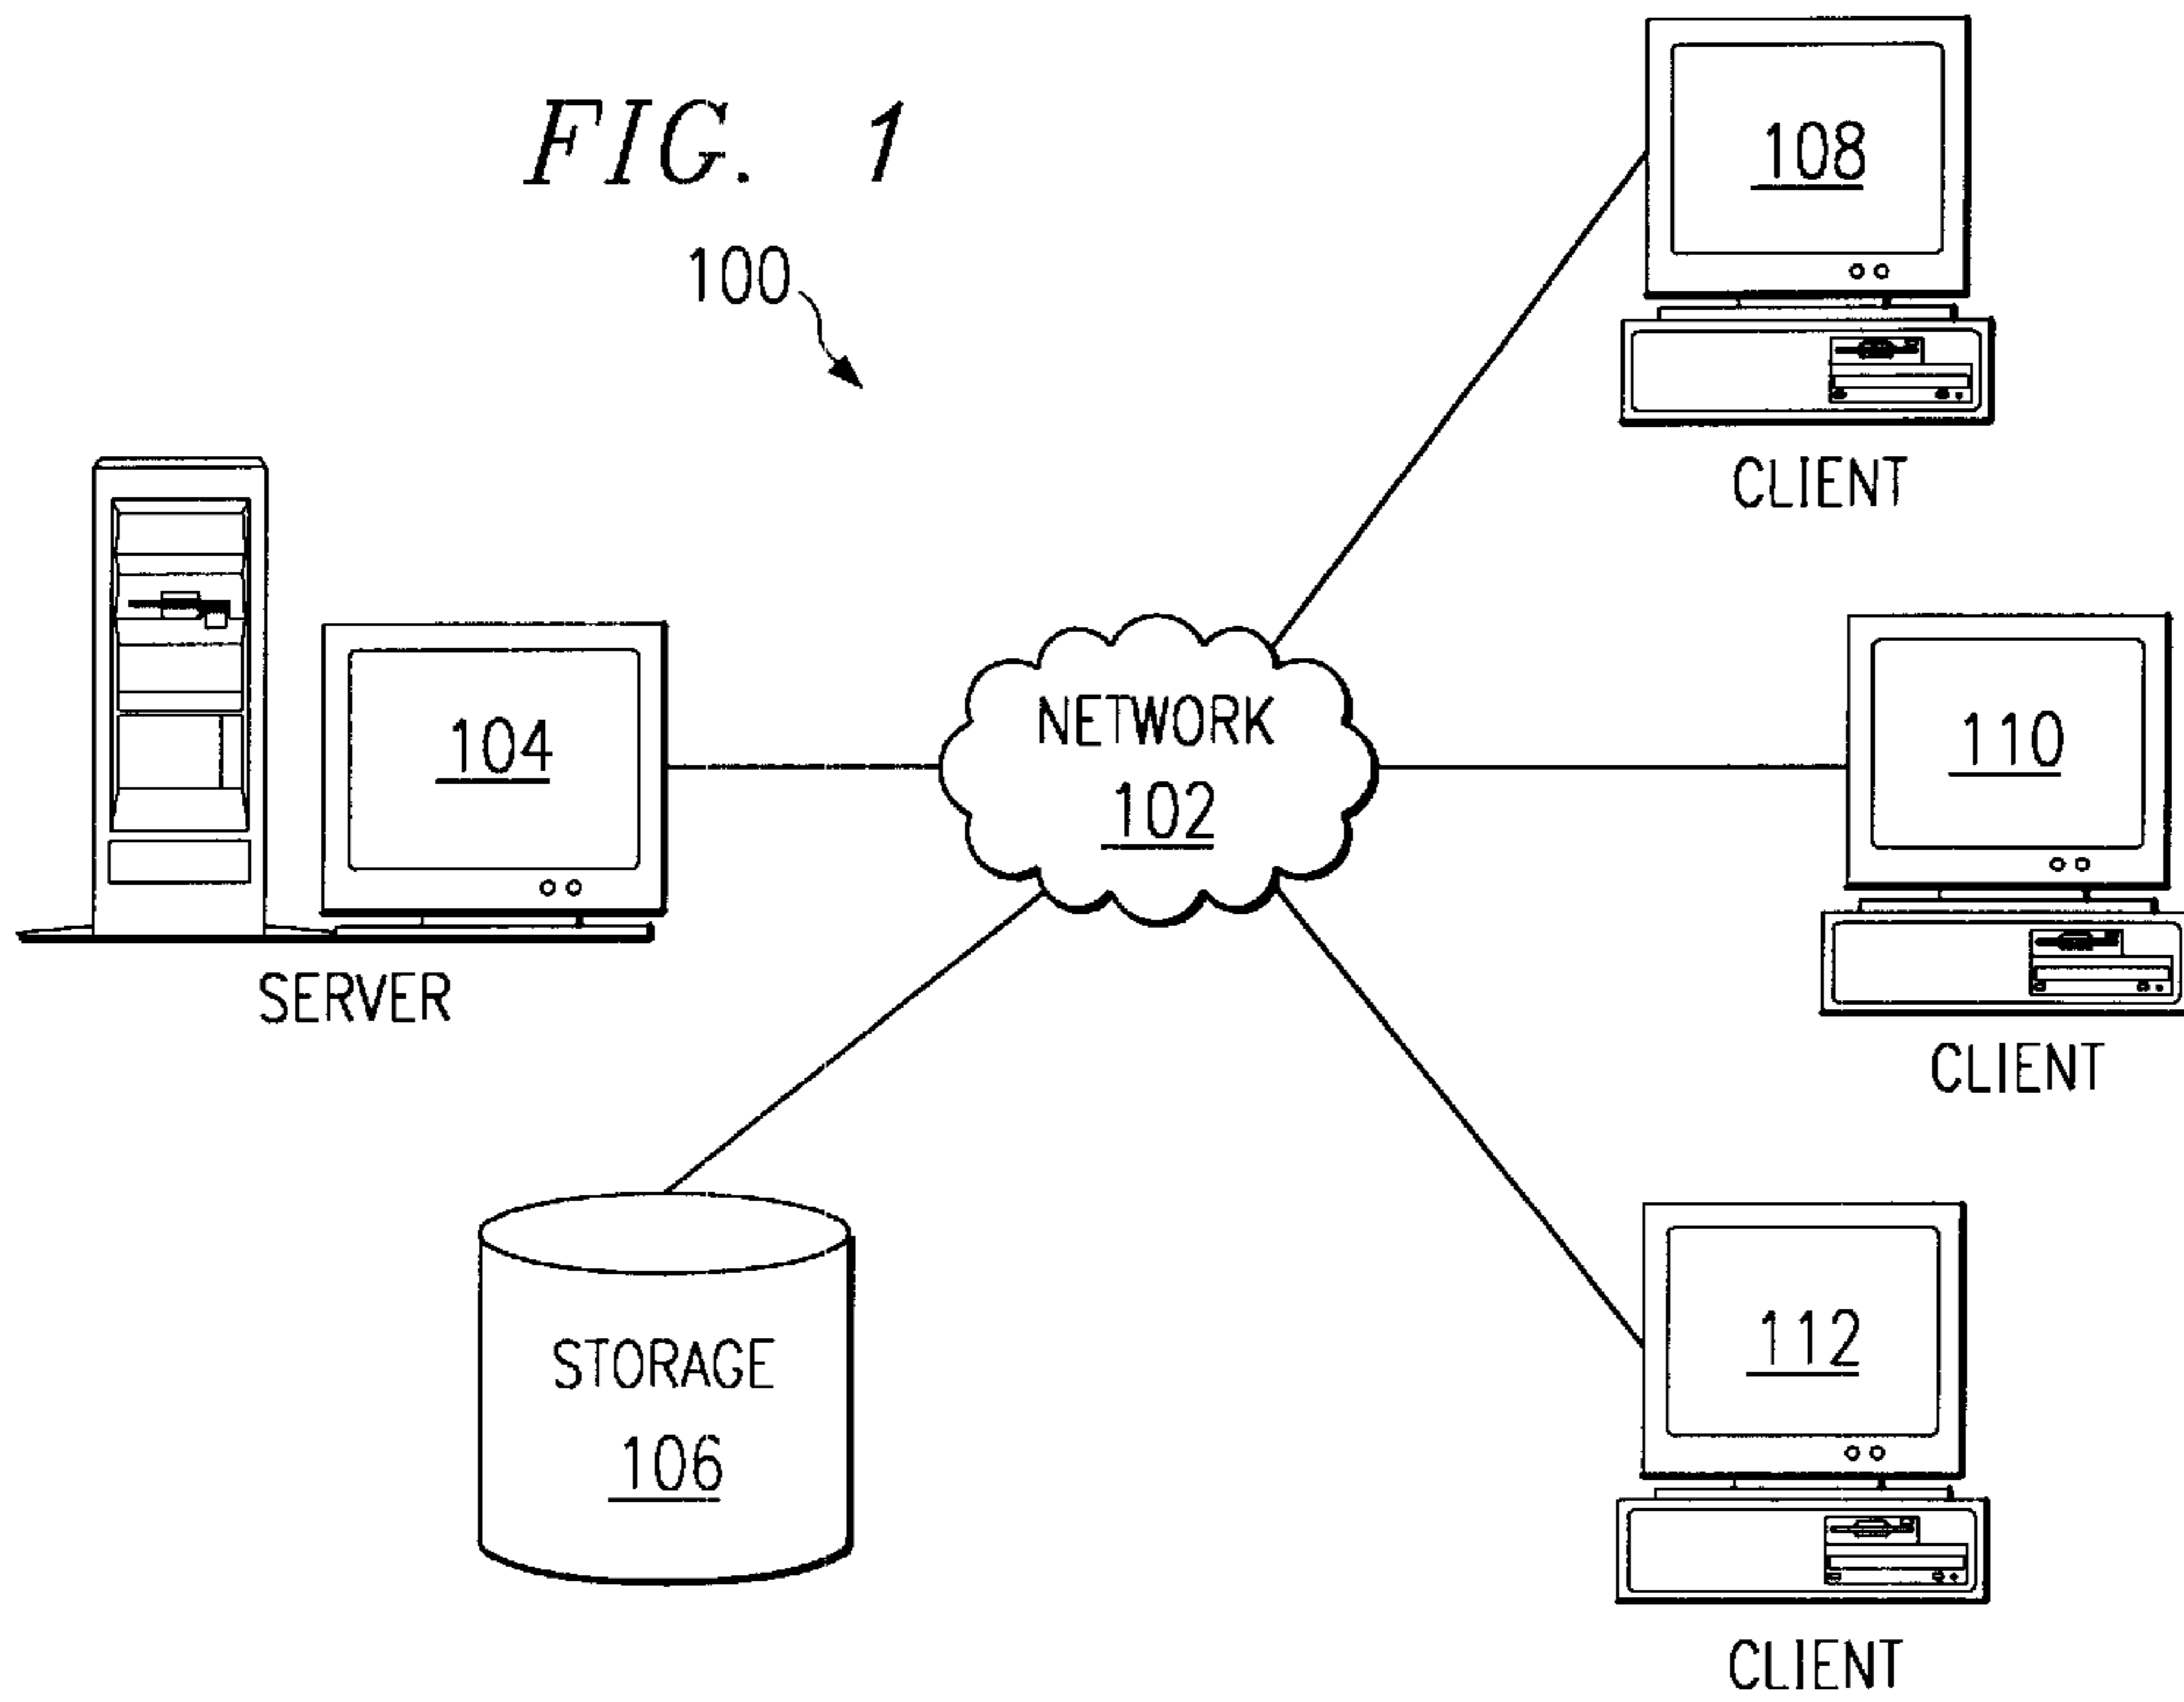 FIG. 1
100
108
CLIENT
104
SERVER
NETWORK
102
110
CLIENT
STORAGE
106
112
CLIENT